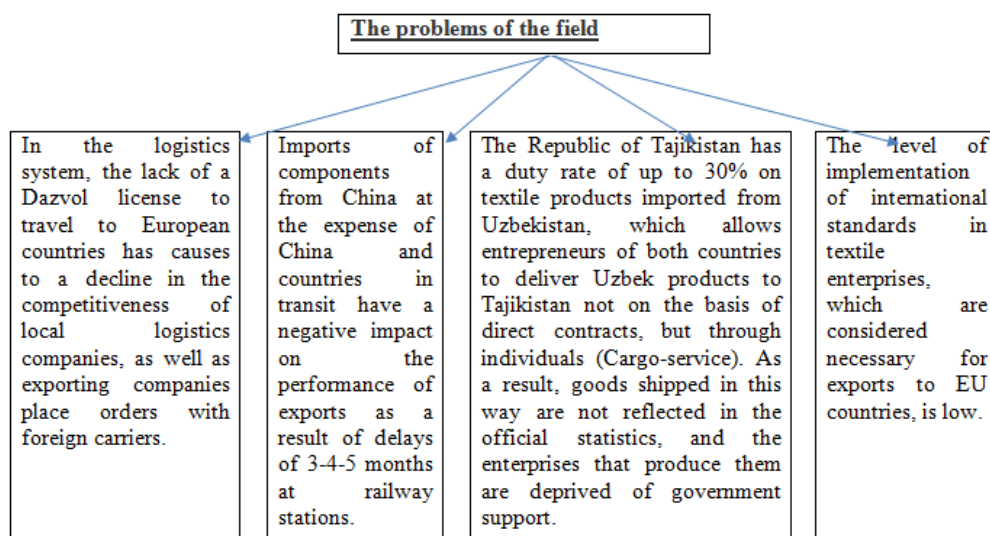 The problems of the field
In the logistics
system, the lack of a
Dazvol license to
travel to European
countries has causes
to a decline in the
competitiveness of
local logistics
companies, as well as
exporting companies
place orders with
foreign carriers.
Imports of
components
from China at
the expense of
China and
countries in
transit have a
negative impact
on the
performance of
exports as a
result of delays
of 3-4-5 months
at railway
stations.
The Republic of Tajikistan has
a duty rate of up to 30% on
textile products imported from
Uzbekistan, which allows
entrepreneurs of both countries
to deliver Uzbek products to
Tajikistan not on the basis of
direct contracts, but through
individuals (Cargo-service). As
a result, goods shipped in this
way are not reflected in the
official statistics, and the
enterprises that produce them
are deprived of government
support.
The level of
implementation
of international
standards in
textile
enterprises,
which are
considered
necessary for
exports to EU
countries, is low.